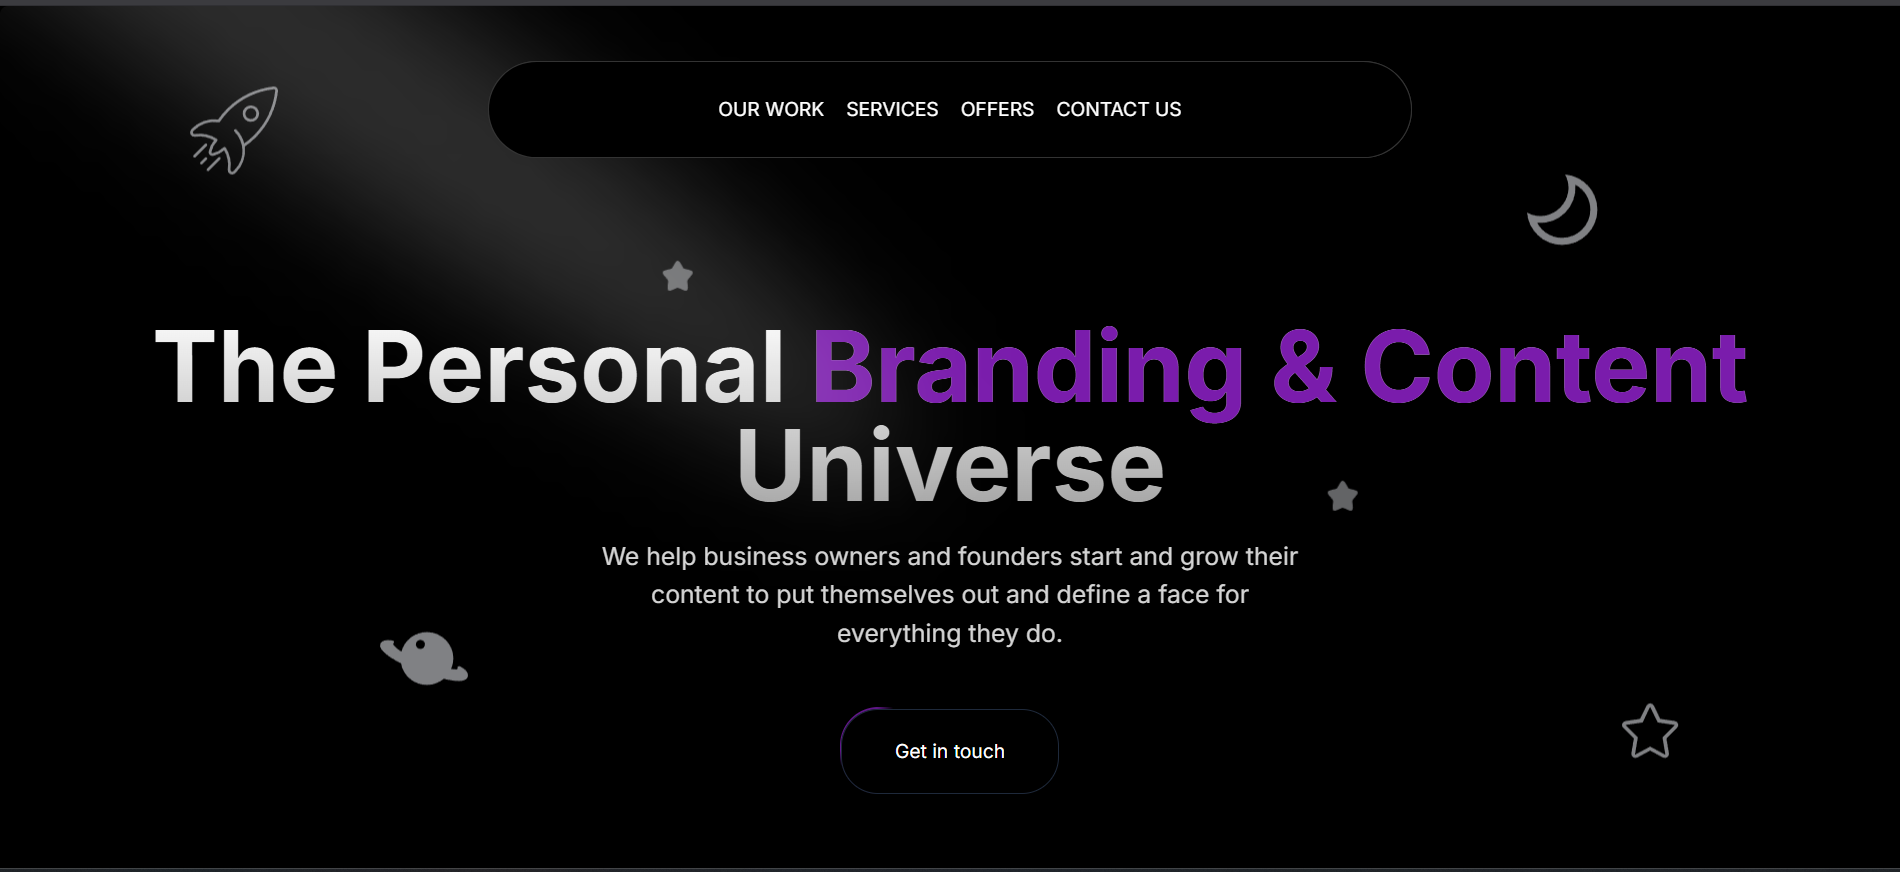 OUR WORK SERVICES OFFERS CONTACT US
The Personal Branding & Content
Universe
We help business owners and founders start and grow their
content to put themselves out and define a face for
everything they do.
Get in touch